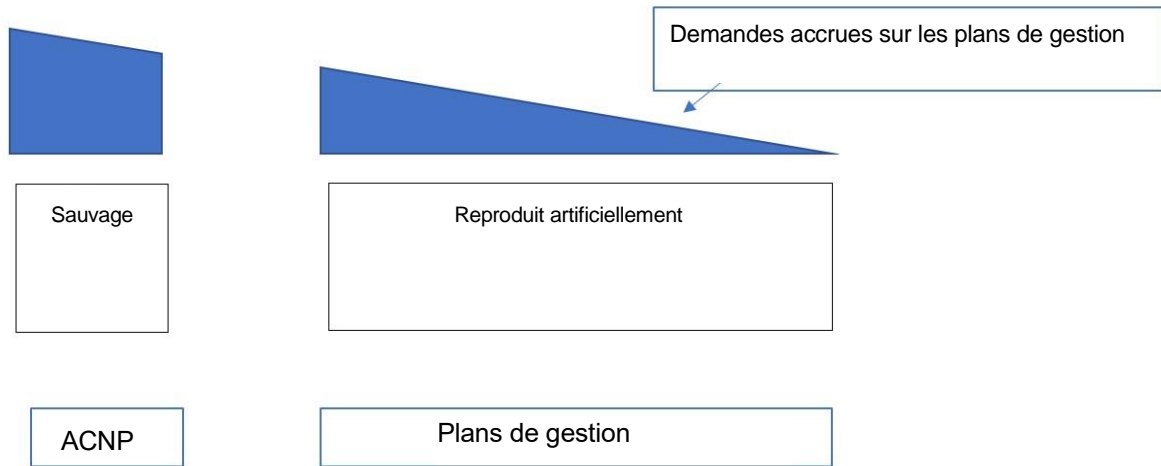 Demandes accrues sur les plans de gestion
Sauvage
Reproduit artificiellement
ACNP
Plans de gestion